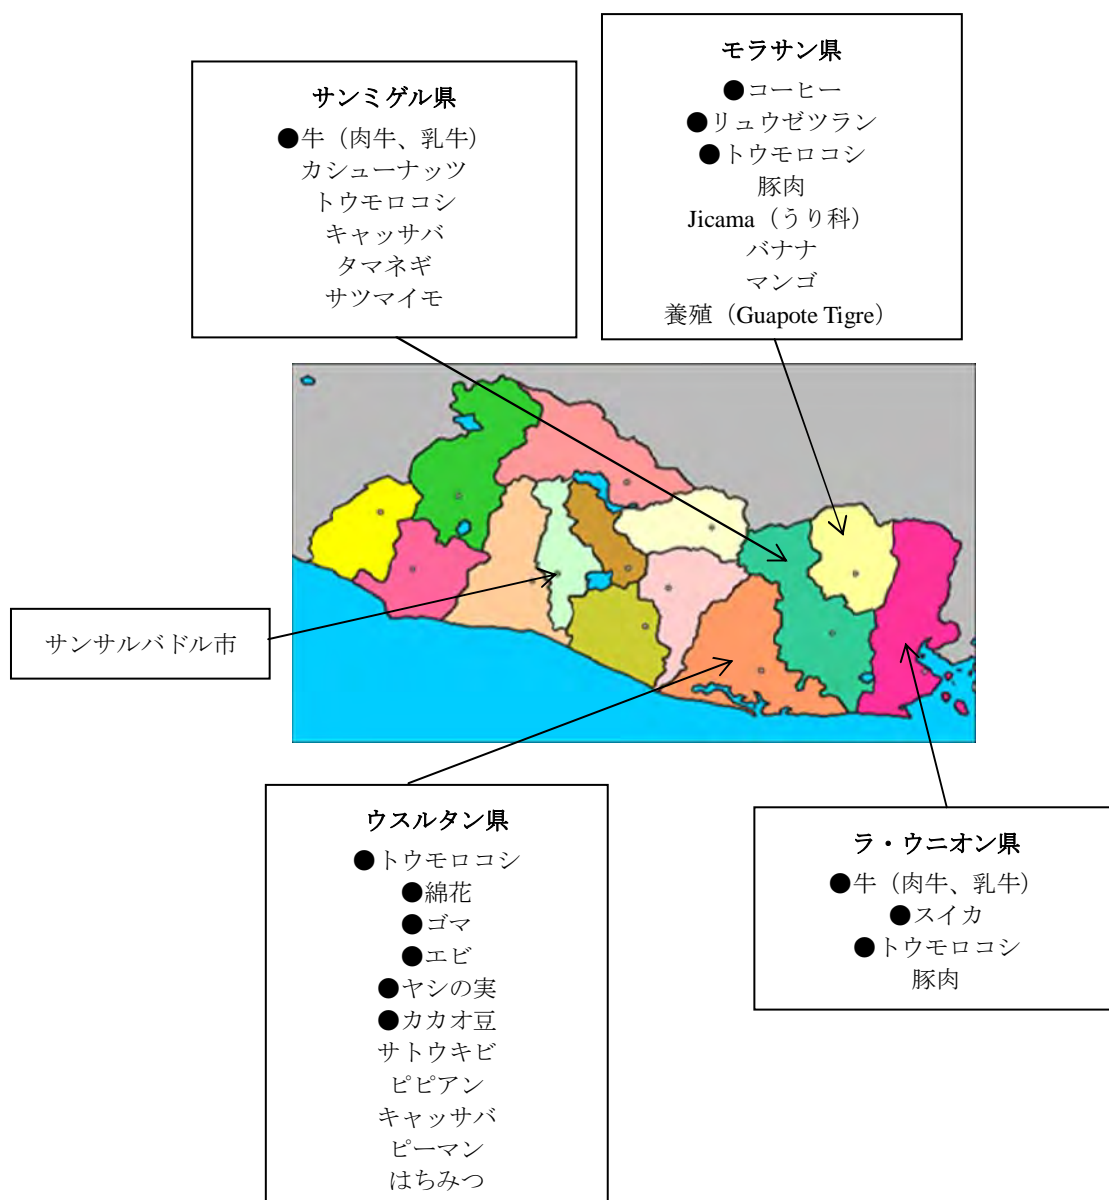 モラサン県
●コーヒー
●リュウゼツラン
●トウモロコシ
豚肉
Jicama（うり科）
バナナ
マンゴ
養殖（Guapote Tigre）
サンミゲル県
●牛（肉牛、乳牛）
カシューナッツ
トウモロコシ
キャッサバ
タマネギ
サツマイモ
サンサルバドル市
ウスルタン県
●トウモロコシ
●綿花
●ゴマ
●エビ
●ヤシの実
●カカオ豆
サトウキビ
ピピアン
キャッサバ
ピーマン
はちみつ
ラ・ウニオン県
●牛（肉牛、乳牛）
●スイカ
●トウモロコシ
豚肉